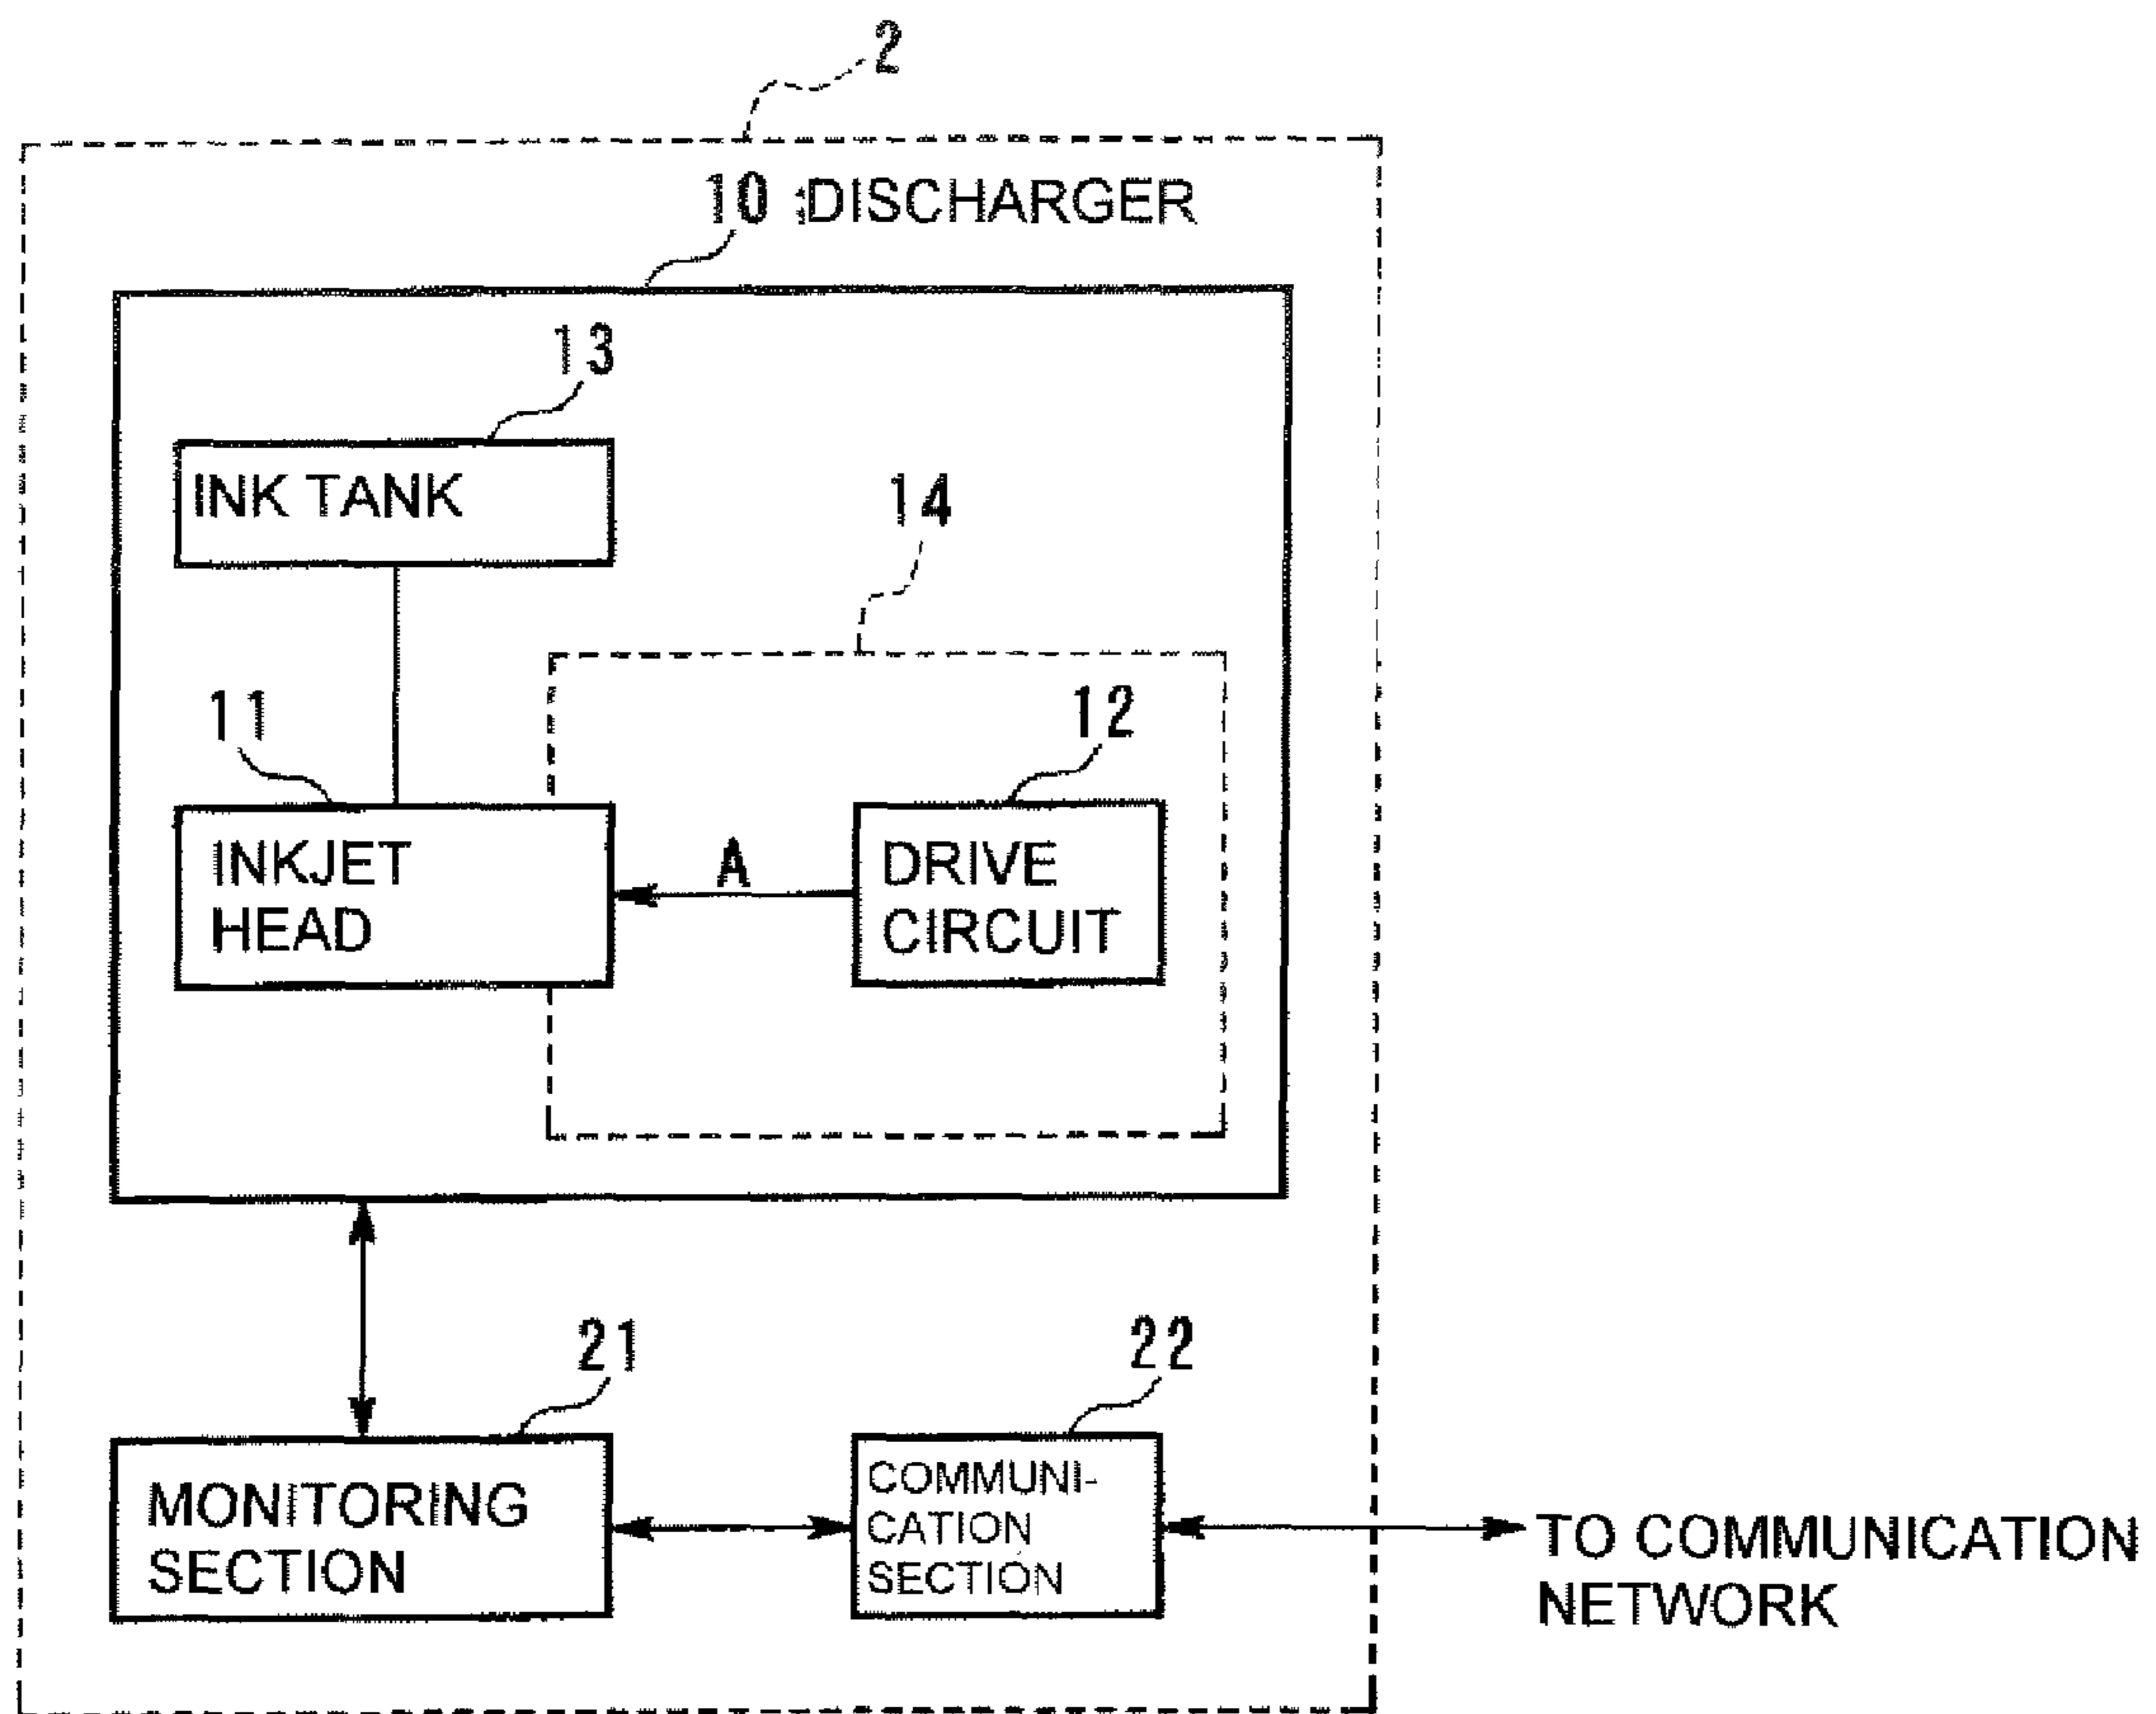 2
10 :DISCHARGER
13
INK TANK
14
11
12
INKJET
HEAD
A
DRIVE
CIRCUIT
21
22
MONITORING
SECTION
COMMUNI-
CATION
SECTION
TO COMMUNICATION
NETWORK